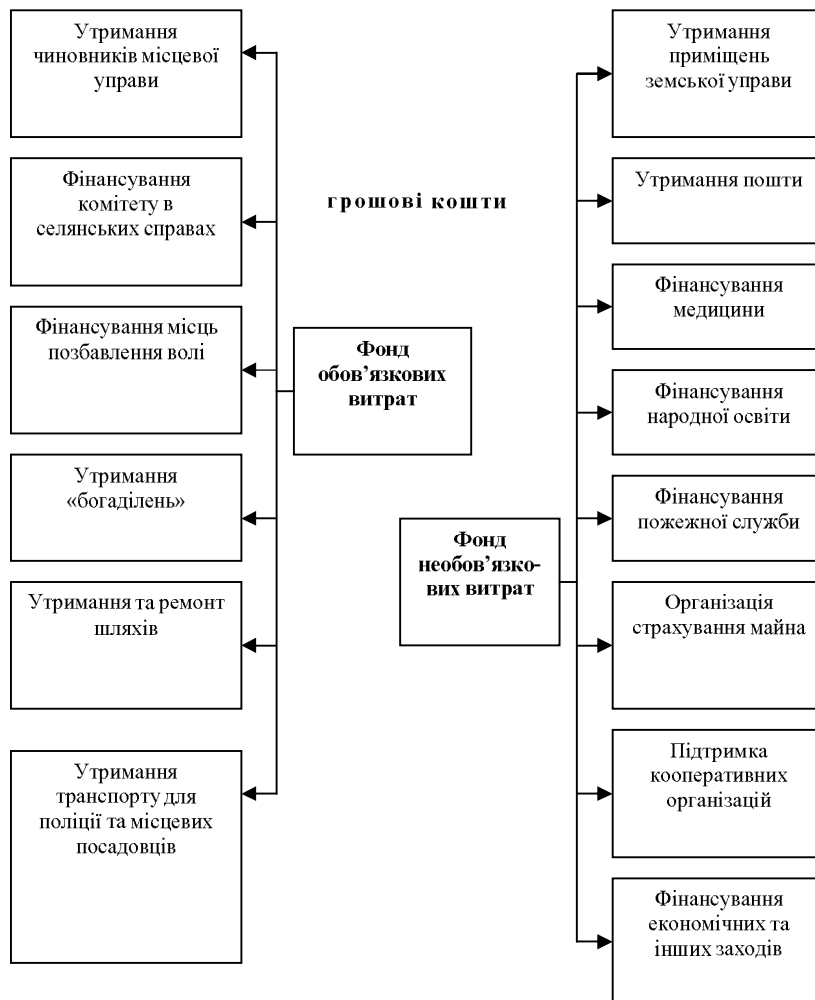 Утримання
чиновників місцевої
управи
Фінансування
комітету в
селянських справах
Фінансування місць
позбавлення волі
Утримання
«богаділень»
Утримання та ремонт
шляхів
Утримання
транспорту для
поліції та місцевих
посадовців
грошові кошти
Фонд
обов’язкових
витрат
Фонд
необов’язко-
вих витрат
Утримання
приміщень
земської управи
Утримання пошти
Фінансування
медицини
Фінансування
народної освіти
Фінансування
пожежної служби
Організація
страхування майна
Підтримка
кооперативних
організацій
Фінансування
економічних та
інших заходів